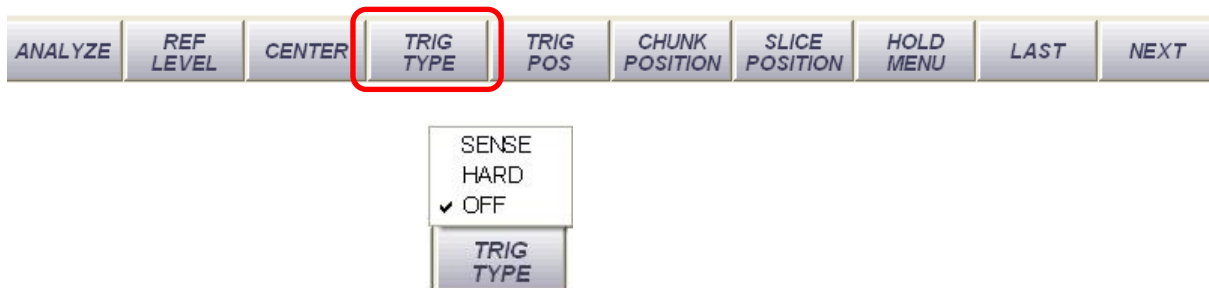 ANALYZE
REF
LEVEL
CENTER
TRIG
TYPE
TRIG
POS
CHUNK
POSITION
SLICE
POSITION
HOLD
MENU
LAST
NEXT
SENSE
HARD
✔ OFF
TRIG
TYPE